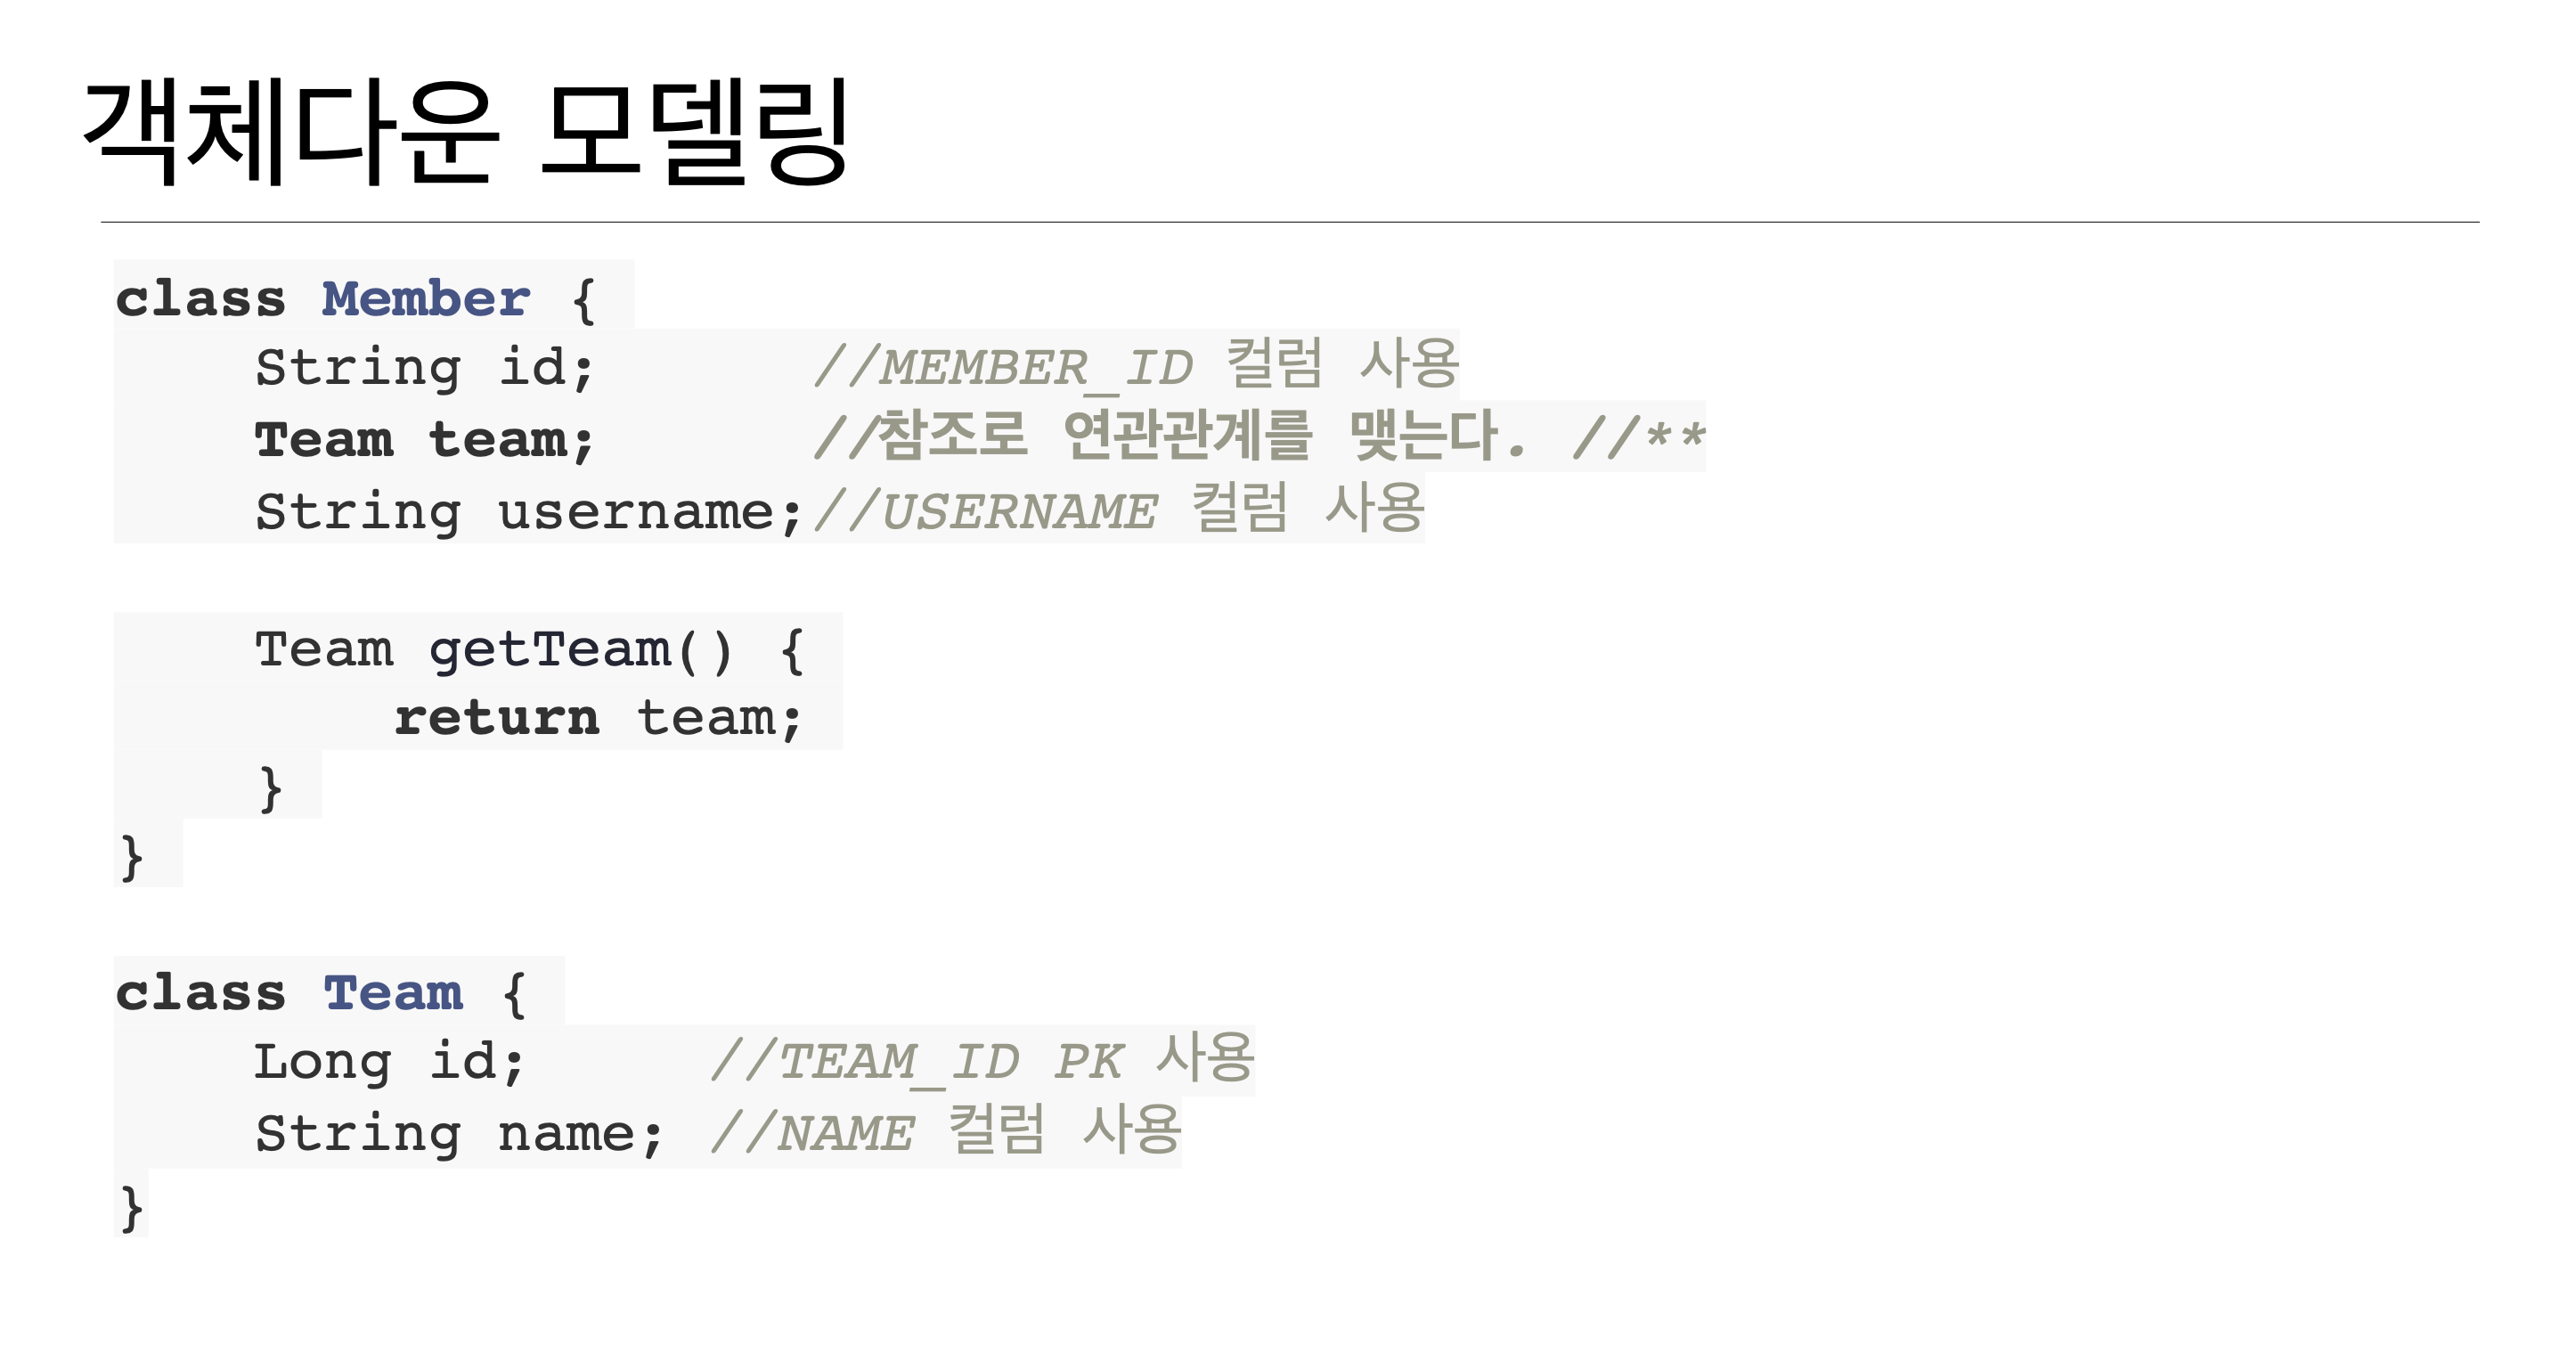 객체다운 모델링
class Member {
    String id;      //MEMBER_ID 컬럼 사용
    Team team;      //참조로 연관관계를 맺는다. //**
    String username;//USERNAME 컬럼 사용
    Team getTeam() {
        return team;
    }
}
class Team {
    Long id;     //TEAM_ID PK 사용
    String name; //NAME 컬럼 사용
}